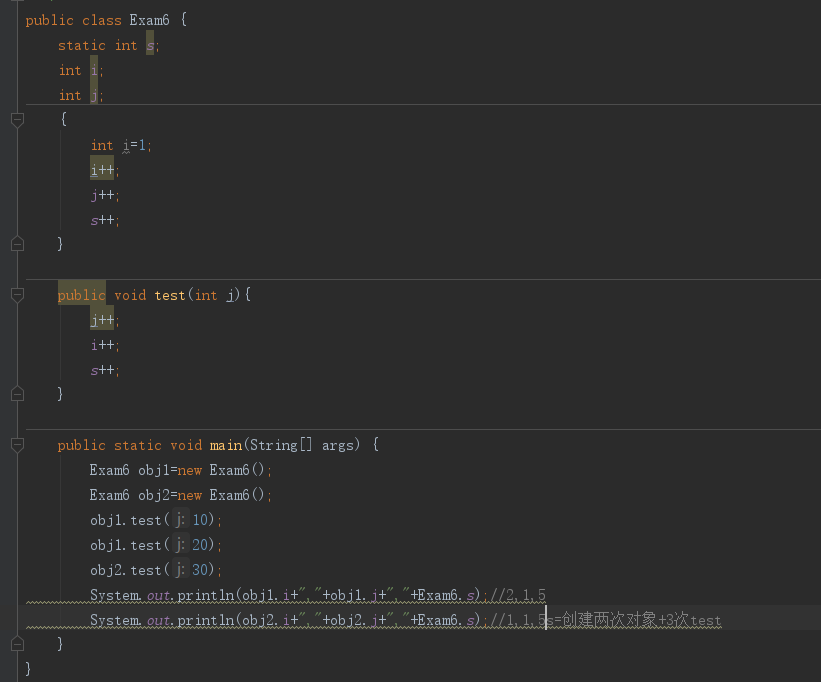 public class Exam6 {
static int s;
int i;
int j;
{
int i=1;
i++;
j++;
s++;
}
public void test(int j){
j++;
i++;
s++;
}
public static void main(String[] args) {
Exam6 obj1=new Exam6();
Exam6 obj2=new Exam6();
obj1.test( j: 10);
obj1.test( j: 20);
obj2.test( j: 30);
System.out.println(obj1.i+","+obj1.j+","+Exam6.s);//2,1,5
System.out.println(obj2.i+","+obj2.j+","+Exam6.s);//1,1,5s=创建两次对象+3次test
}
}